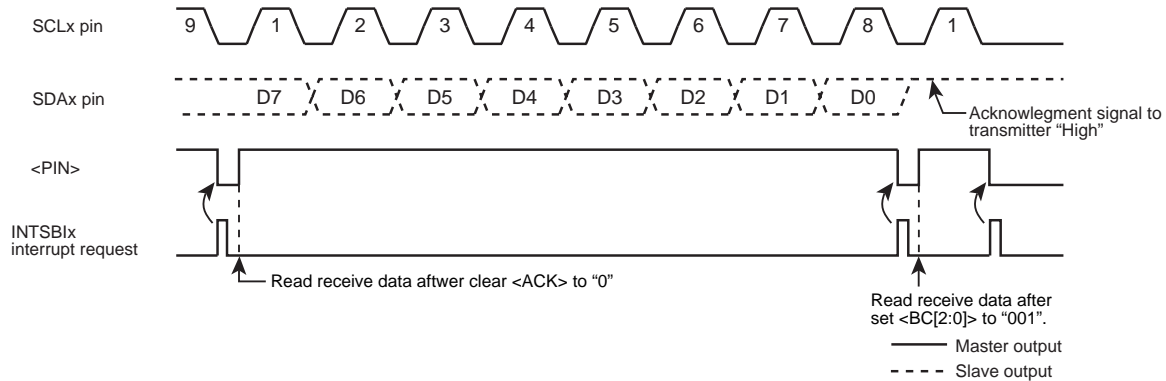 SCLx pin
9 1 2 3 4 5 6 7 8 1
SDAx pin
D7 D6 D5 D4 D3 D2 D1 D0
Acknowlegment signal to
transmitter “High”
<PIN>
INTSBIx
interrupt request
Read receive data aftwer clear <ACK> to “0”
Read receive data after
set <BC[2:0]> to “001”.
Master output
Slave output